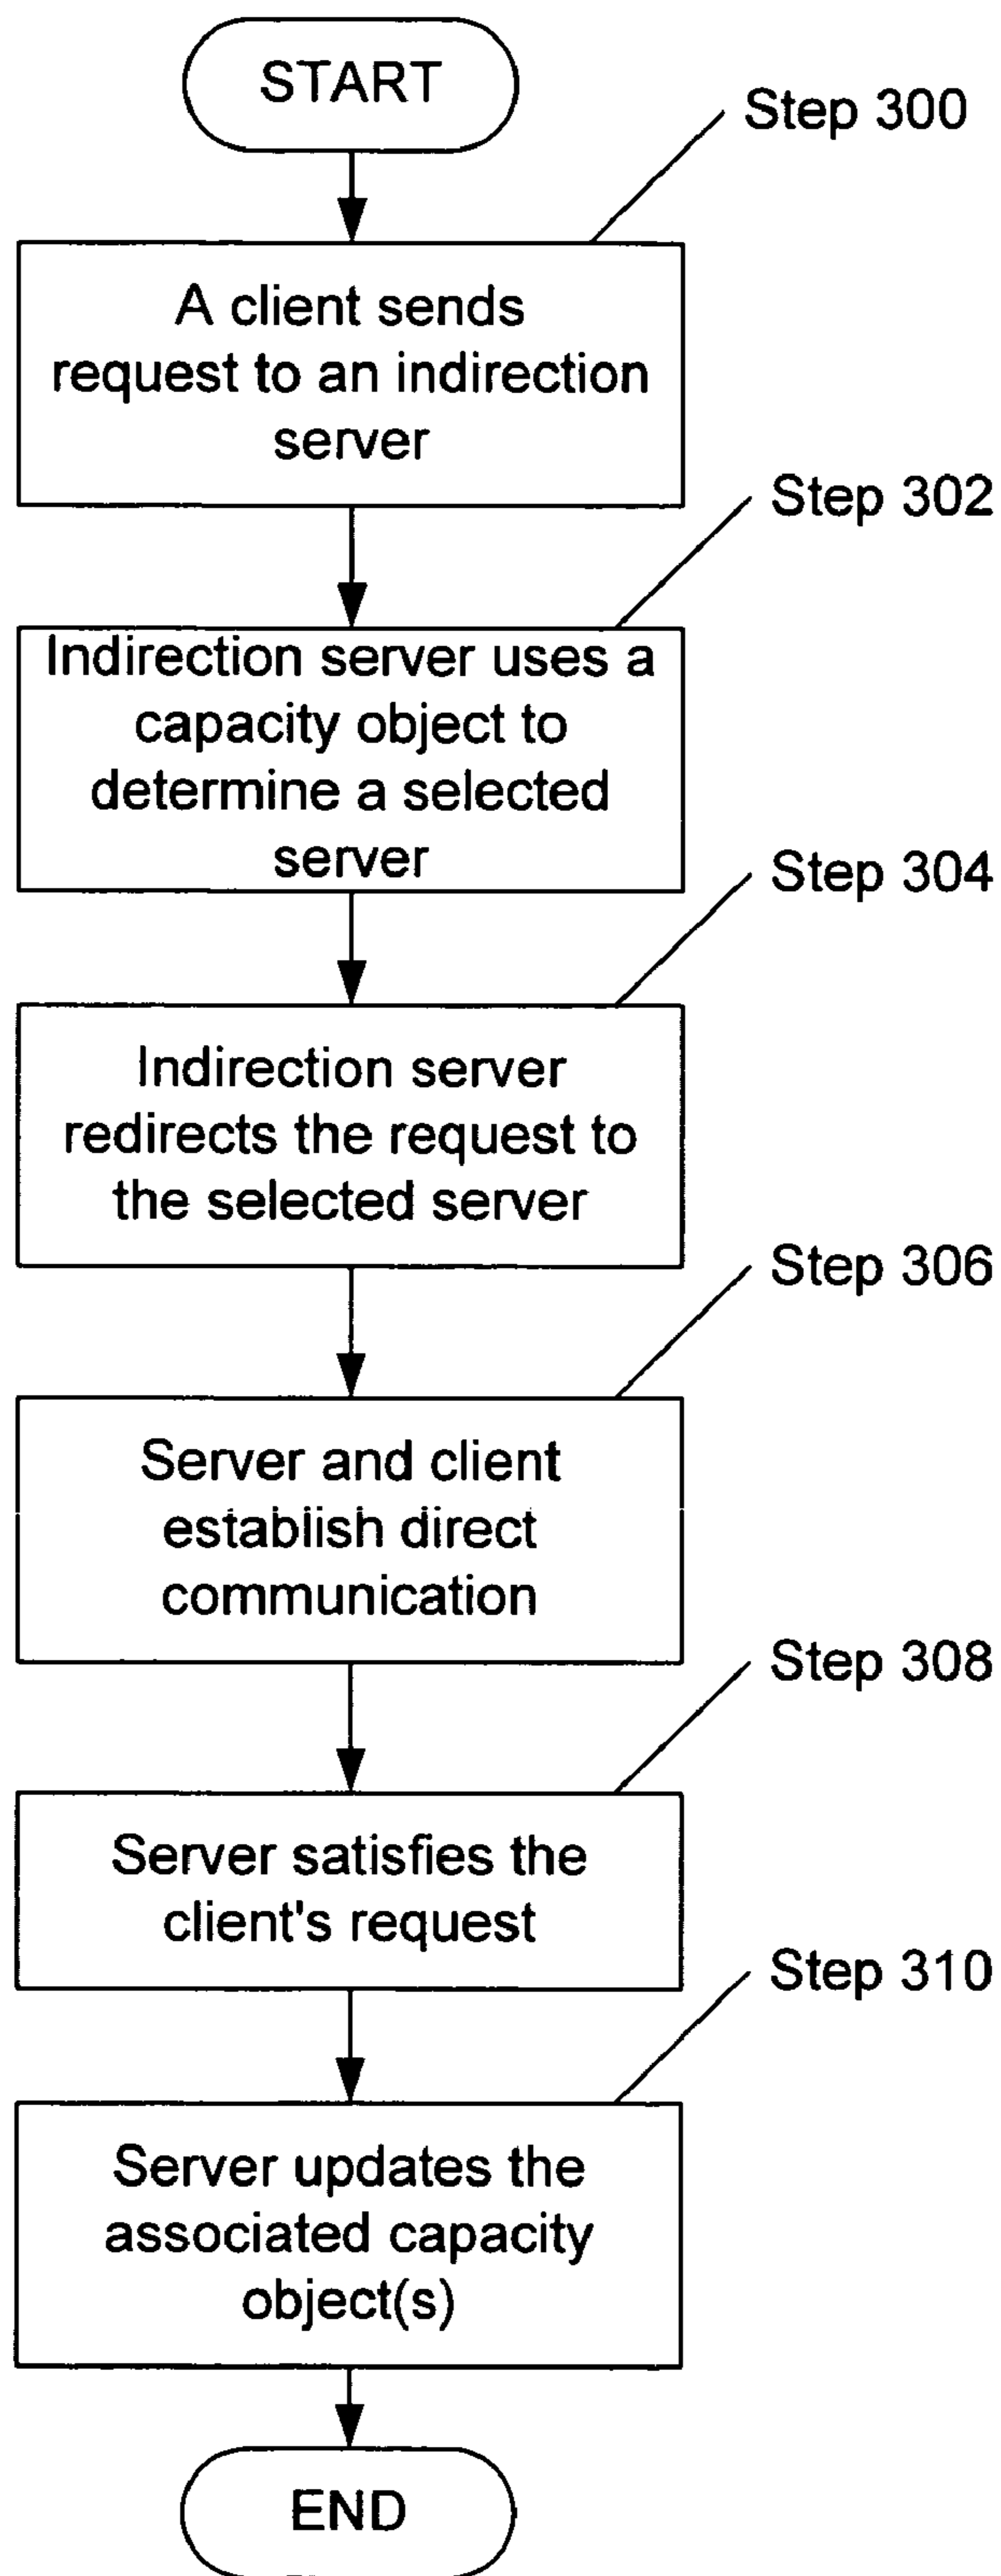 START
Step 300
A client sends
request to an indirection
server
Step 302
Indirection server uses a
capacity object to
determine a selected
server
Step 304
Indirection server
redirects the request to
the selected server
Step 306
Server and client
establish direct
communication
Step 308
Server satisfies the
client's request
Step 310
Server updates the
associated capacity
object(s)
END